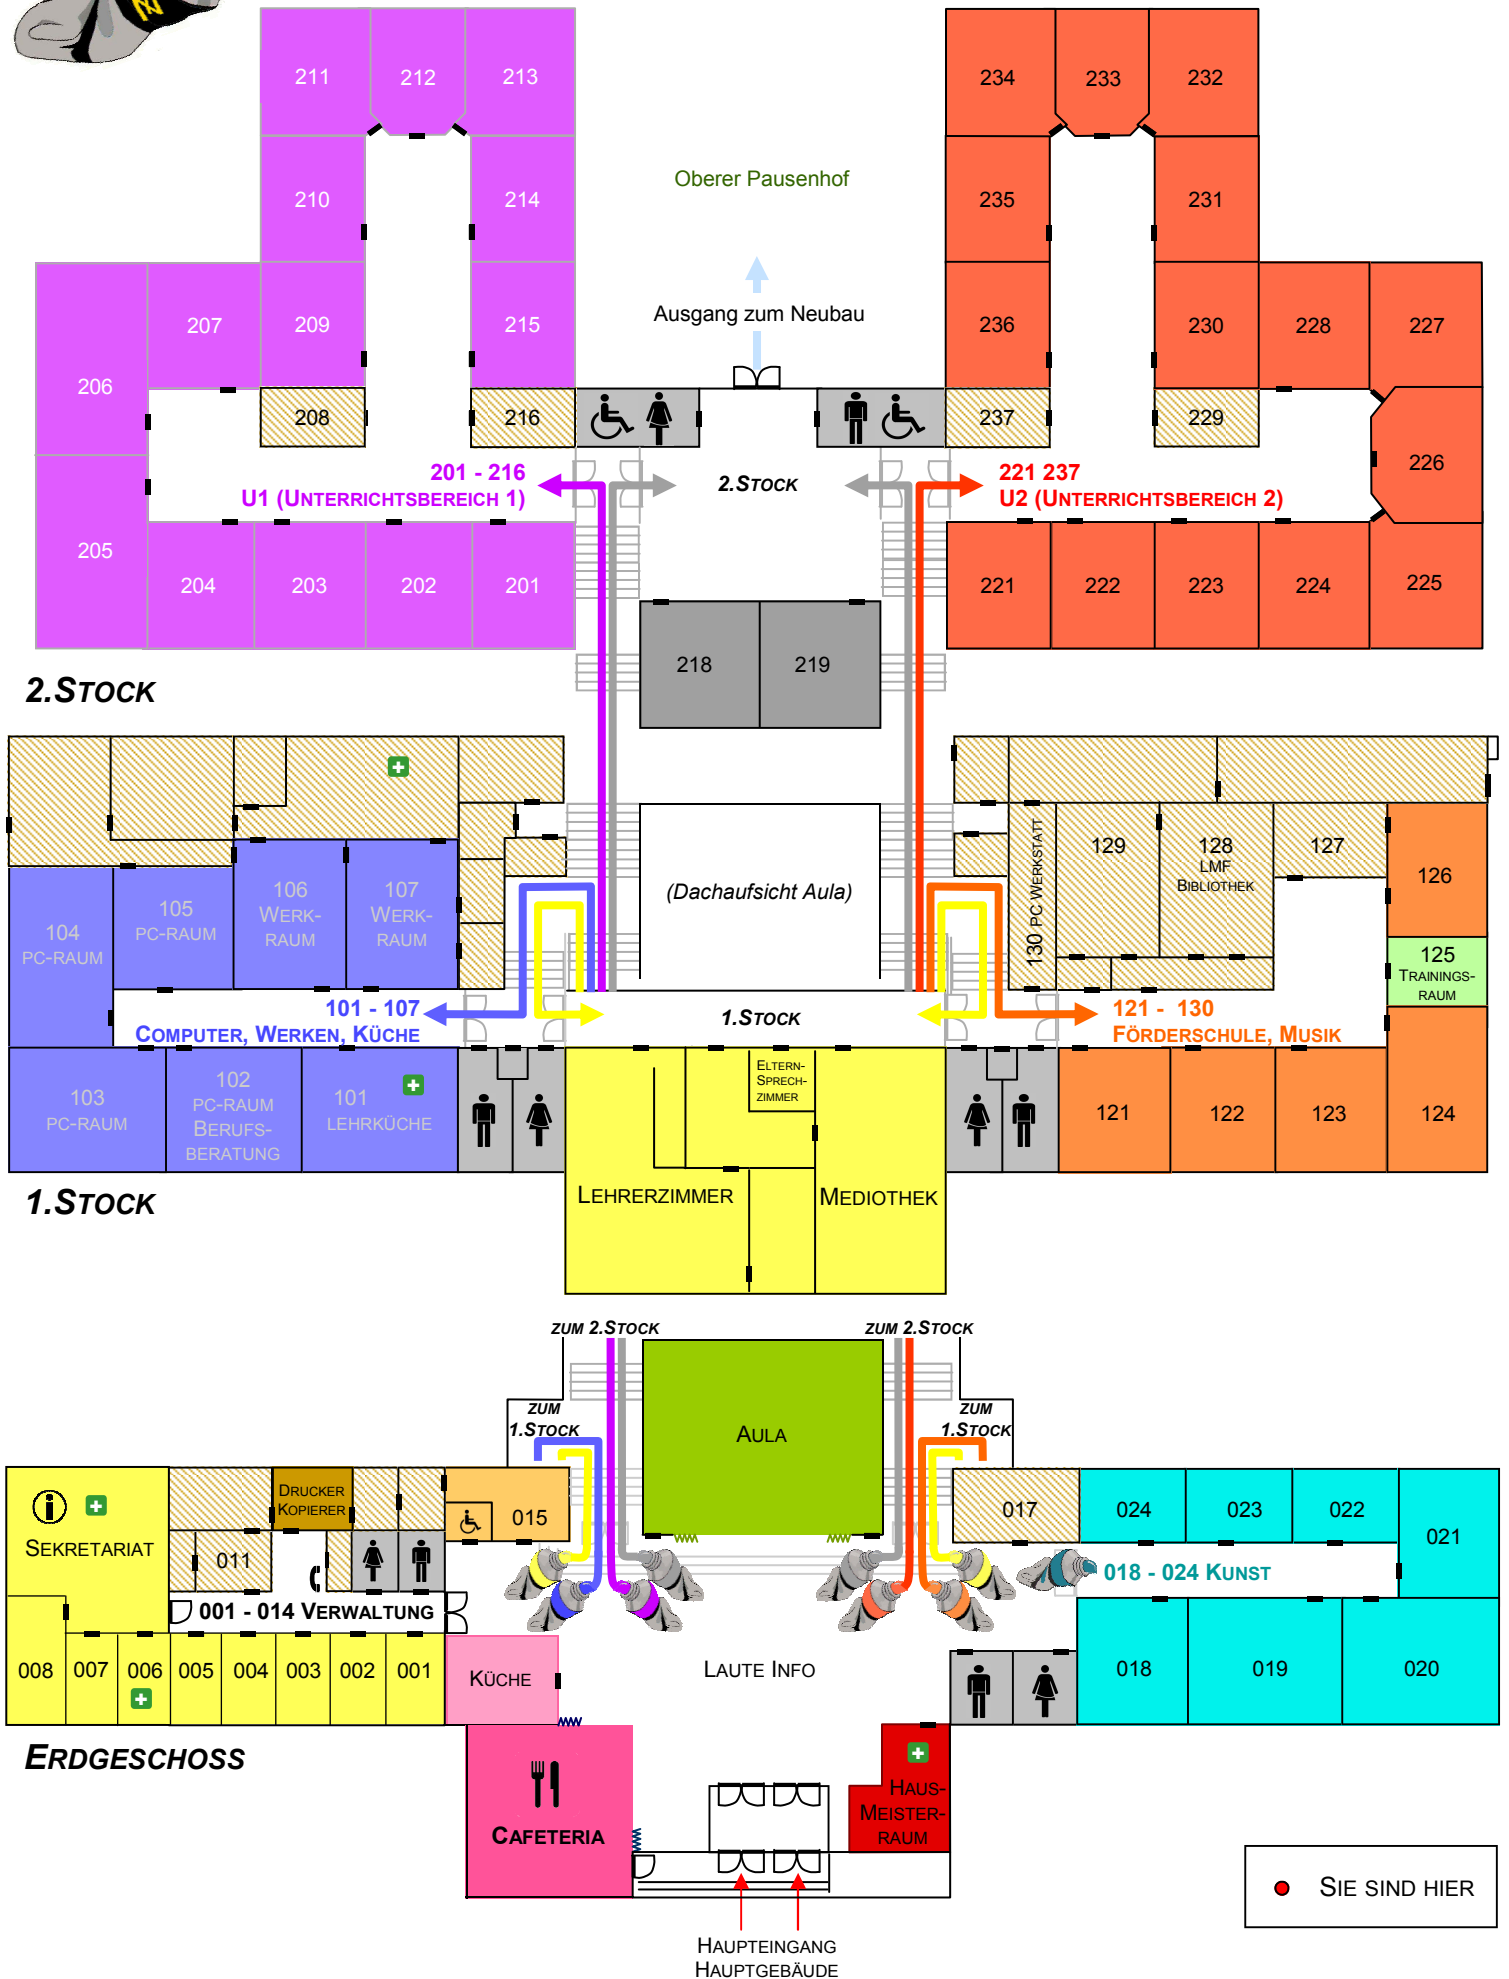 211
212
213
234
233
232
210
214
Oberer Pausenhof
235
231
207
209
215
Ausgang zum Neubau
236
230
228
227
206
208
216
237
229
226
201 - 216
U1 (UNTERRICHTSBEREICH 1)
2.STOCK
221 237
U2 (UNTERRICHTSBEREICH 2)
205
204
203
202
201
221
222
223
224
225
218
219
2.STOCK
104
PC-RAUM
105
PC-RAUM
106
WERK-
RAUM
107
WERK-
RAUM
(Dachaufsicht Aula)
130 PC WERKSTATT
129
128
LMF
BIBLIOTHEK
127
126
125
TRAININGS-
RAUM
101 - 107
COMPUTER, WERKEN, KÜCHE
1.STOCK
121 - 130
FÖRDERSCHULE, MUSIK
103
PC-RAUM
102
PC-RAUM
BERUFS-
BERATUNG
101
LEHRKÜCHE
ELTERN-
SPRECH-
ZIMMER
LEHRERZIMMER
MEDIOTHEK
121
122
123
124
1.STOCK
ZUM 2.STOCK
ZUM 2.STOCK
ZUM
1.STOCK
ZUM
1.STOCK
AULA
SEKRETARIAT
DRUCKER
KOPIERER
011
015
017
024
023
022
021
001 - 014 VERWALTUNG
018 - 024 KUNST
008
007
006
005
004
003
002
001
KÜCHE
LAUTE INFO
018
019
020
ERDGESCHOSS
CAFETERIA
HAUS-
MEISTER-
RAUM
SIE SIND HIER
HAUPTEINGANG
HAUPTGEBÄUDE